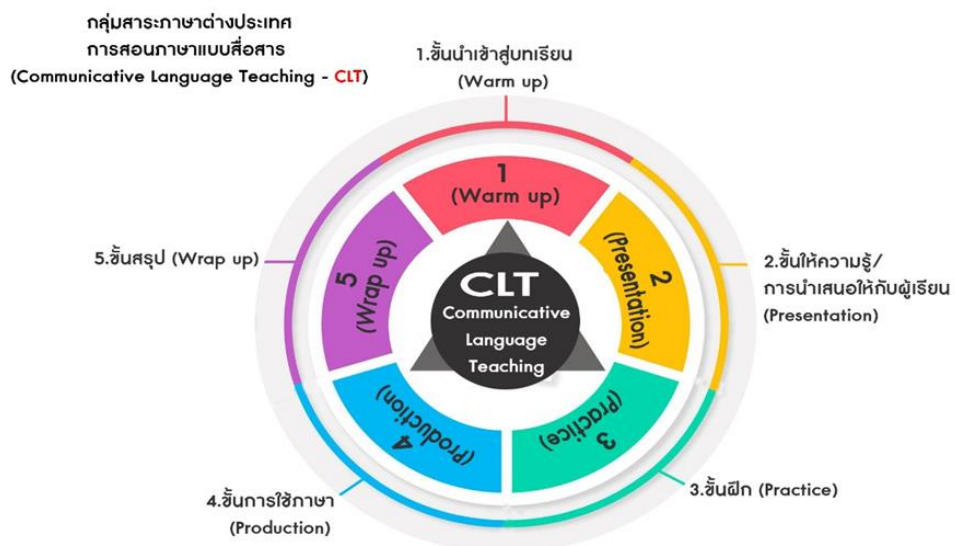 กลุ่มสาระภาษาต่างประเทศ
การสอนภาษาแบบสื่อสาร
(Communicative Language Teaching - CLT)
1.ขั้นนำเข้าสู่บทเรียน
(Warm up)
1
(Warm up)
2
(Presentation)
2.ขั้นให้ความรู้/
การนำเสนอให้กับผู้เรียน
(Presentation)
3
(Practice)
3.ขั้นฝึก (Practice)
4
(Production)
4.ขั้นการใช้ภาษา
(Production)
5
(Wrap up)
5.ขั้นสรุป (Wrap up)
CLT
Communicative
Language
Teaching